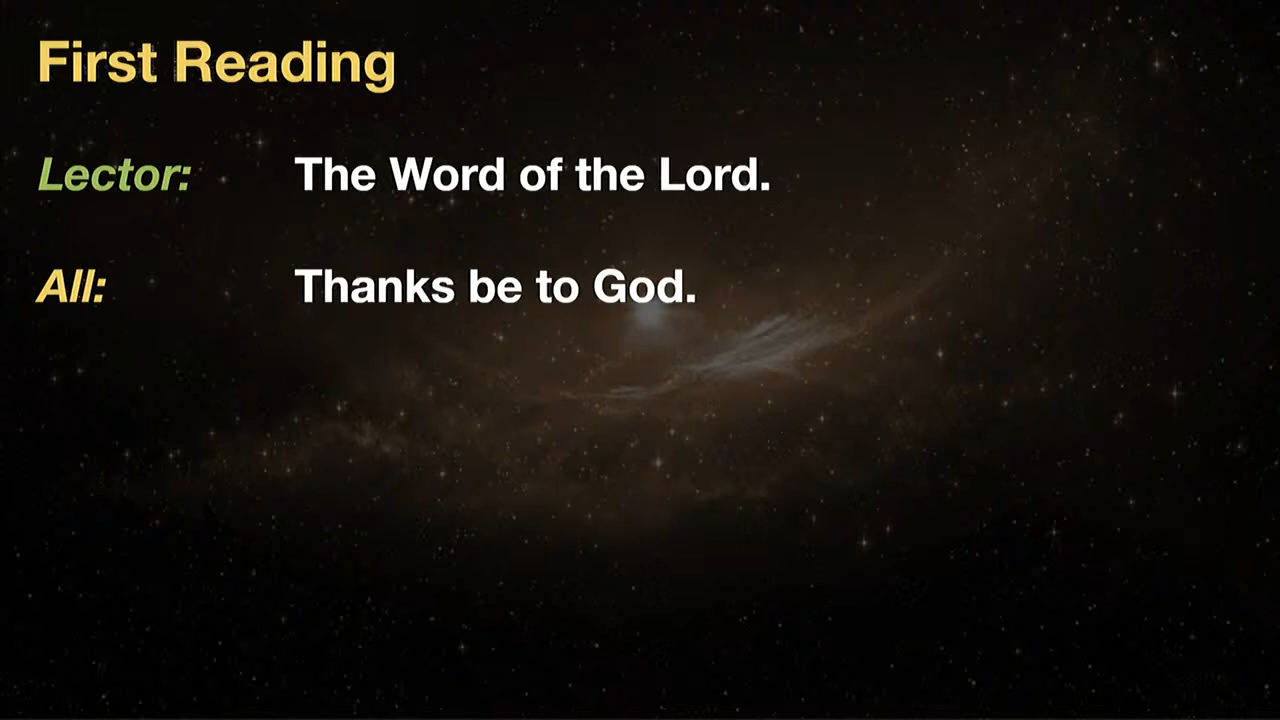 First Reading
Lector: The Word of the Lord.
All: Thanks be to God.